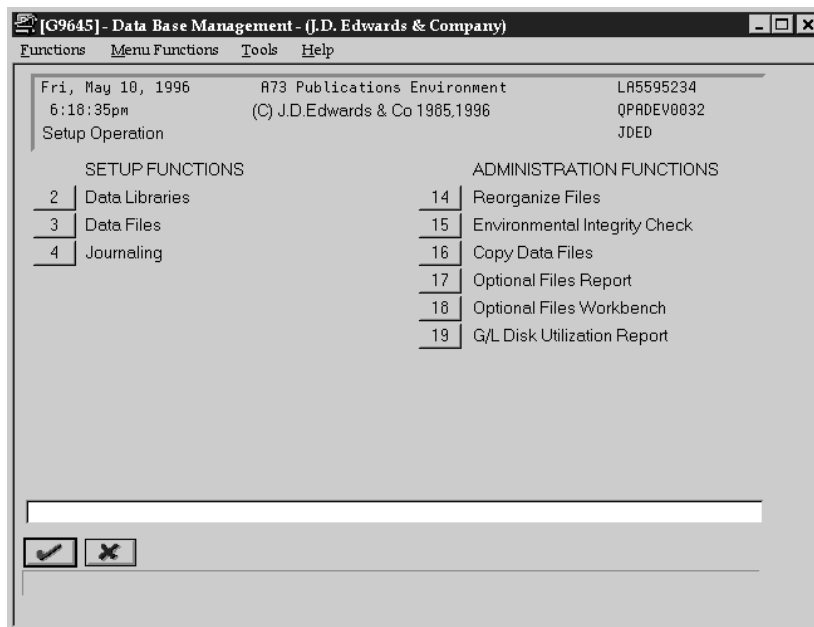 [G9645] - Data Base Management - (J.D. Edwards & Company)
Functions Menu Functions Tools Help
Fri, May 10, 1996 A73 Publications Environment LA5595234
6:18:35pm (C) J.D.Edwards & Co 1985,1996 QPADEV0032
Setup Operation JDED
SETUP FUNCTIONS ADMINISTRATION FUNCTIONS
2 Data Libraries 14 Reorganize Files
3 Data Files 15 Environmental Integrity Check
4 Journaling 16 Copy Data Files
17 Optional Files Report
18 Optional Files Workbench
19 G/L Disk Utilization Report